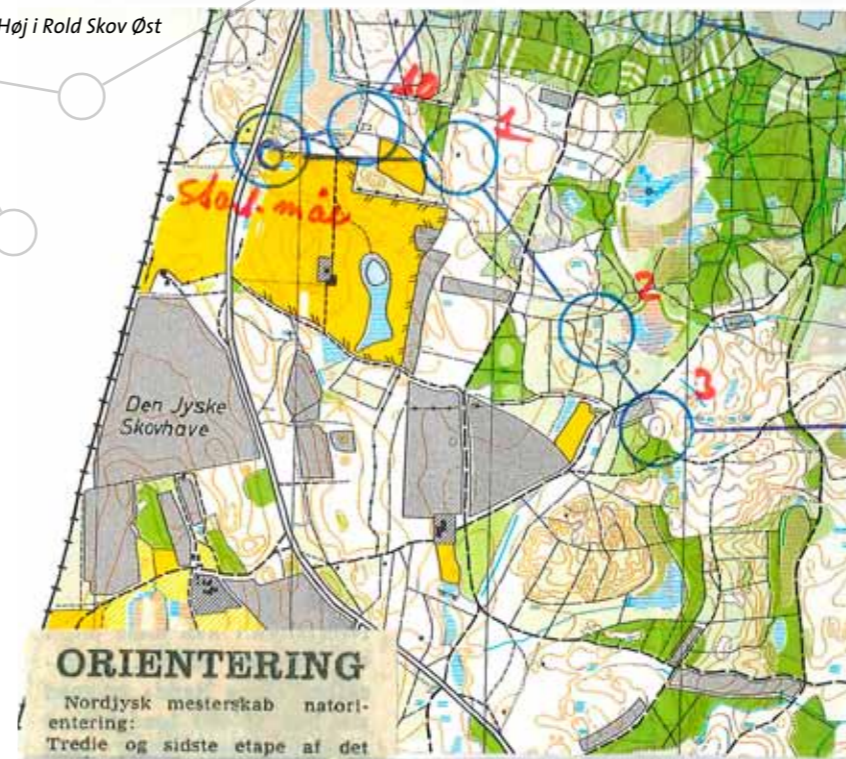 Høj i Rold Skov Øst
10
1
start-mål
2
3
Den Jyske
Skovhave
ORIENTERING
Nordjysk mesterskab natori-
entering:
Tredie og sidste etape af det